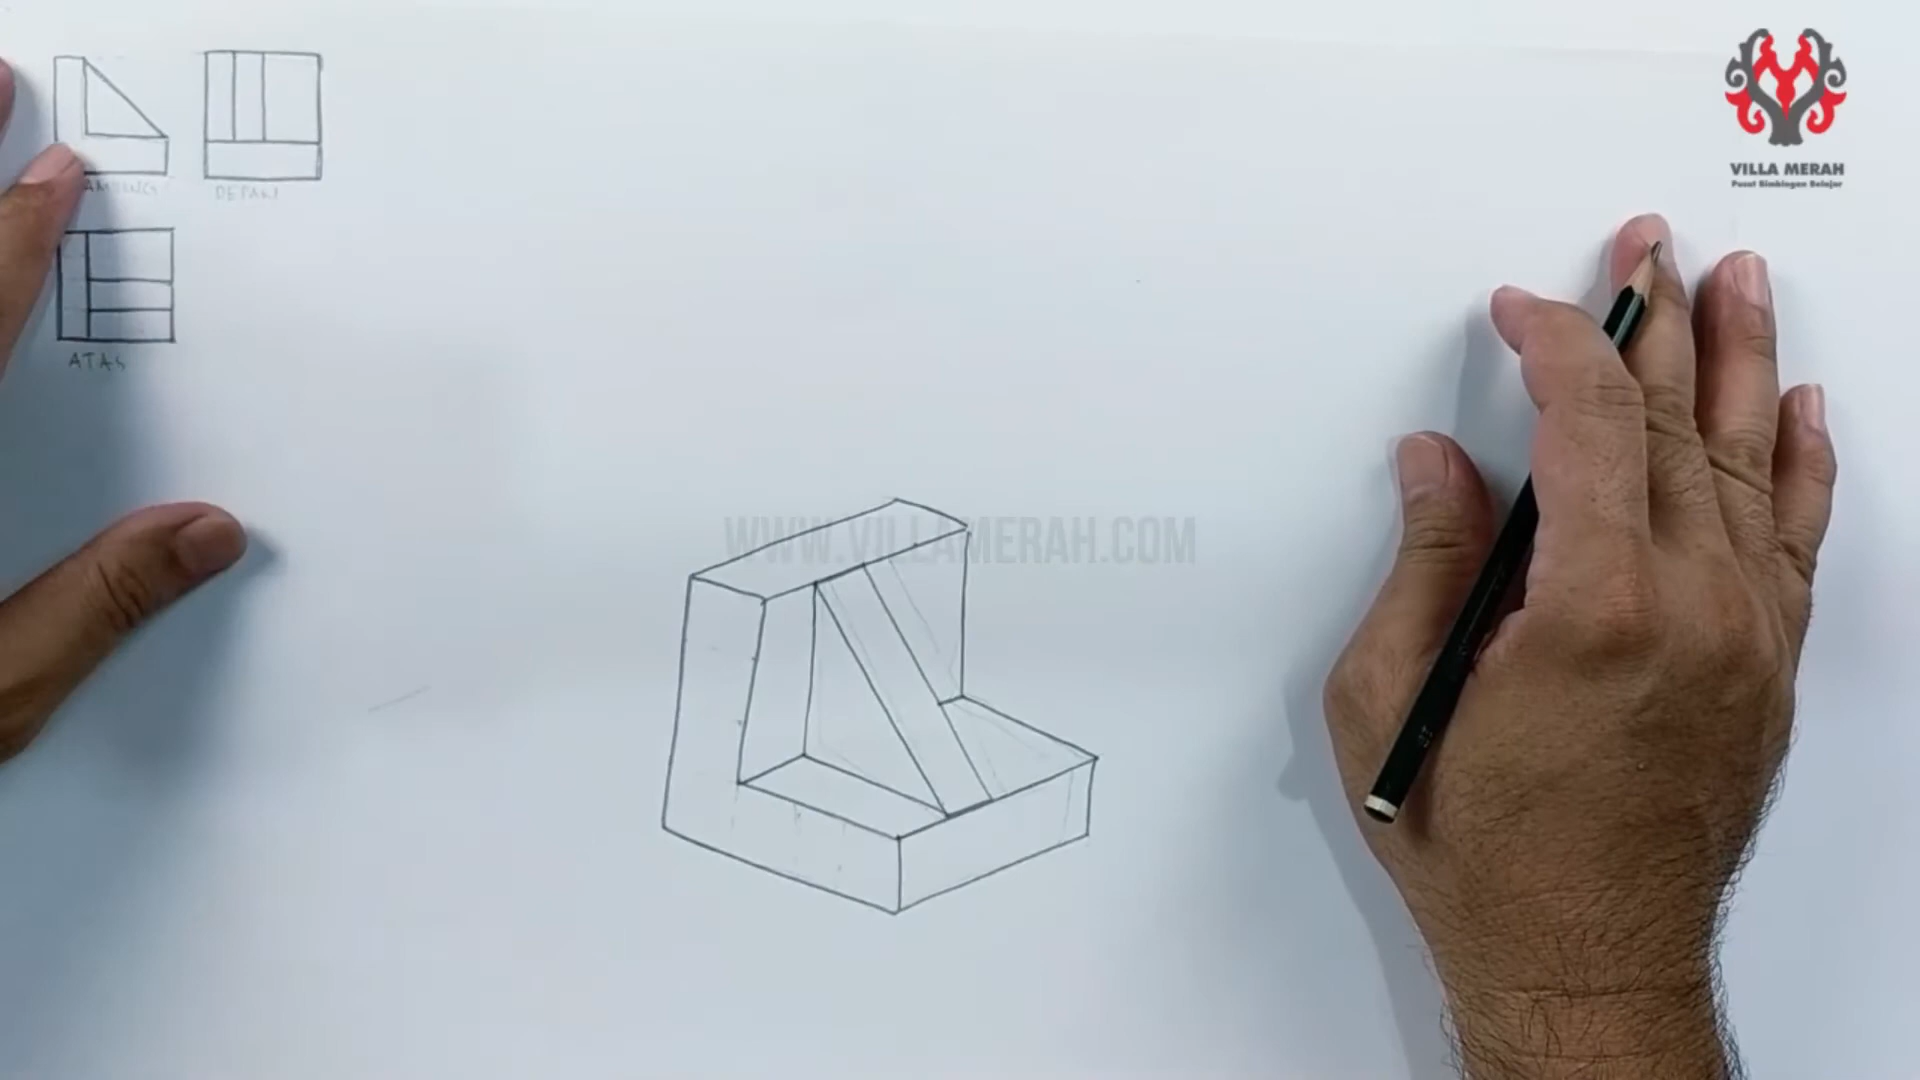 VILLA MERAH
Pusat Bimbingan Belajar
DEPAN
ATAS
WWW.VILLAMERAH.COM